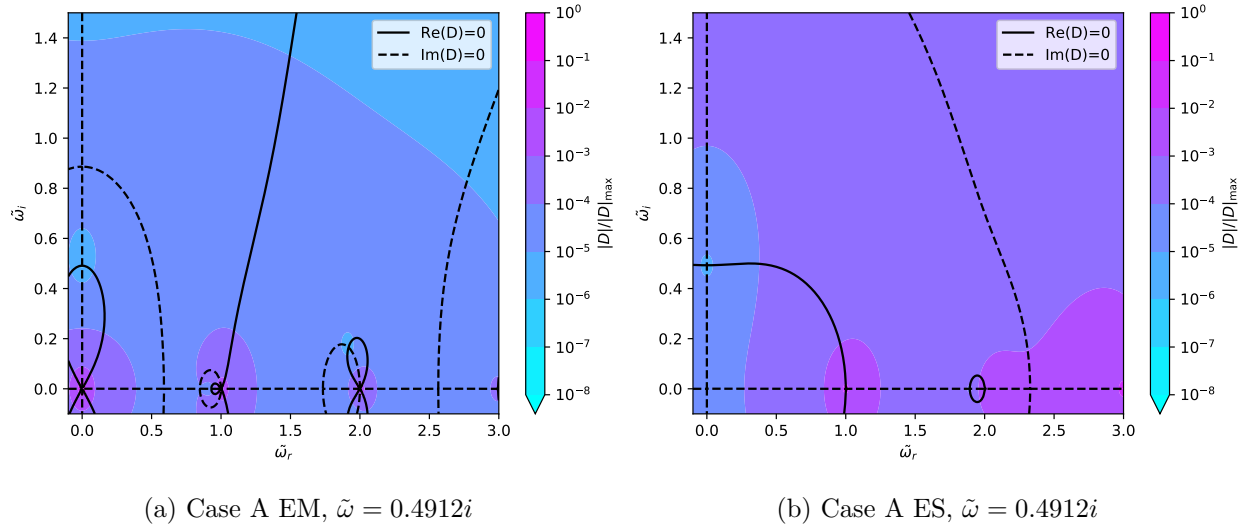 Re(D)=0
Im(D)=0
1.4
1.2
1.0
0.8
0.6
0.4
0.2
0.0
ω̃ᵢ
0.0 0.5 1.0 1.5 2.0 2.5 3.0
ω̃ᵣ
10⁰
10⁻¹
10⁻²
10⁻³
10⁻⁴
10⁻⁵
10⁻⁶
10⁻⁷
10⁻⁸
|D|/|D|max
(a) Case A EM, ω̃ = 0.4912i
Re(D)=0
Im(D)=0
1.4
1.2
1.0
0.8
0.6
0.4
0.2
0.0
ω̃ᵢ
0.0 0.5 1.0 1.5 2.0 2.5 3.0
ω̃ᵣ
10⁰
10⁻¹
10⁻²
10⁻³
10⁻⁴
10⁻⁵
10⁻⁶
10⁻⁷
10⁻⁸
|D|/|D|max
(b) Case A ES, ω̃ = 0.4912i